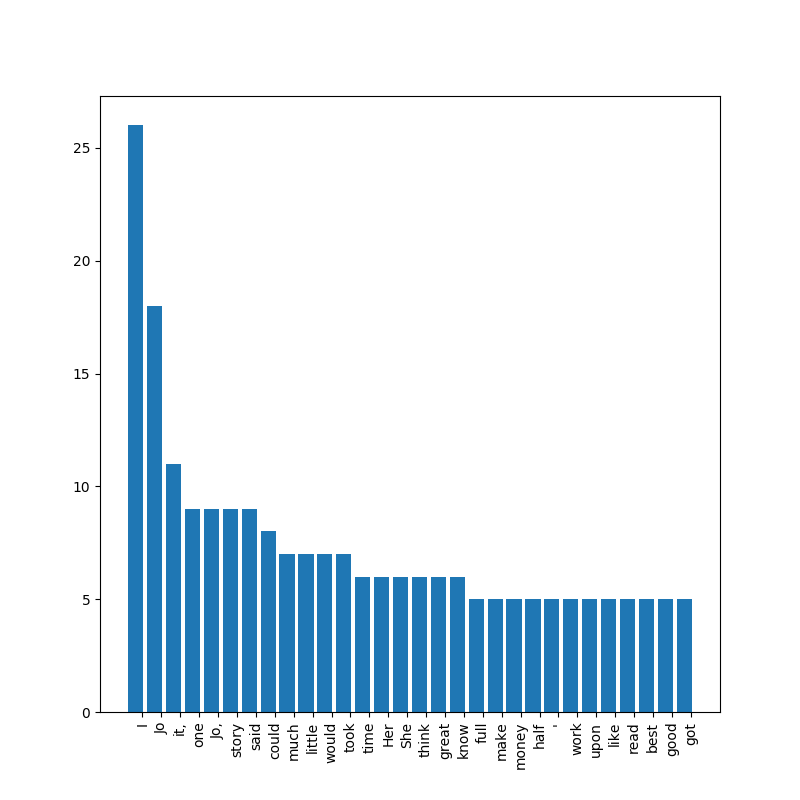 25
20
15
10
5
0
I
Jo
it,
one
Jo,
story
said
could
much
little
would
took
time
Her
She
think
great
know
full
make
money
half
'
work
upon
like
read
best
good
got